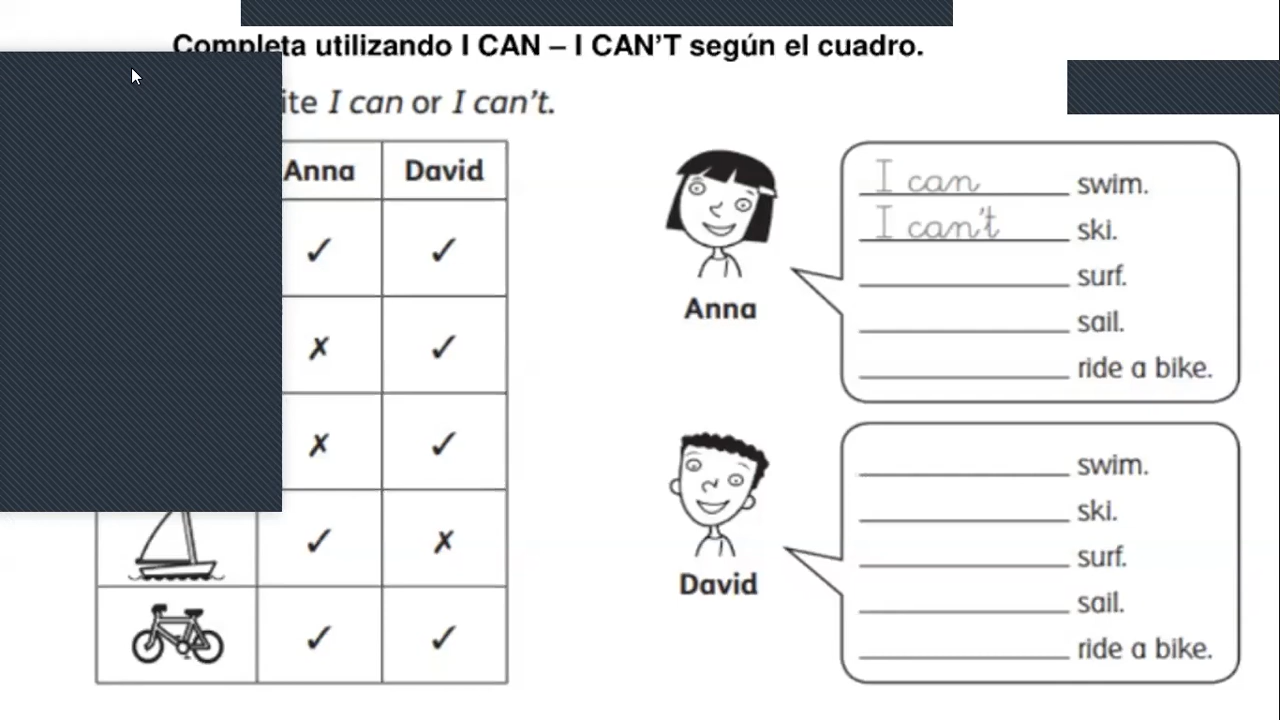 Completa utilizando I CAN – I CAN'T según el cuadro.
I can or I can't.
Anna David
✓ ✓
✗ ✓
✗ ✓
✓ ✗
✓ ✓
Anna
I can swim.
I can't ski.
surf.
sail.
ride a bike.
David
swim.
ski.
surf.
sail.
ride a bike.